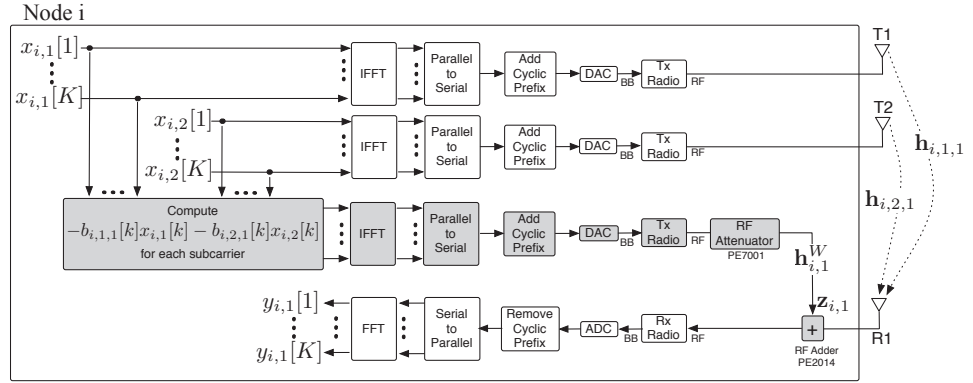 Node i
x_{i,1}[1]
x_{i,1}[K]
IFFT
Parallel to Serial
Add Cyclic Prefix
DAC
BB
Tx Radio
RF
T1
x_{i,2}[1]
x_{i,2}[K]
IFFT
Parallel to Serial
Add Cyclic Prefix
DAC
BB
Tx Radio
RF
T2
h_{i,1,1}
h_{i,2,1}
Compute
-b_{i,1,1}[k]x_{i,1}[k] - b_{i,2,1}[k]x_{i,2}[k]
for each subcarrier
IFFT
Parallel to Serial
Add Cyclic Prefix
DAC
BB
Tx Radio
RF
RF Attenuator
PE7001
h^W_{i,1}
z_{i,1}
y_{i,1}[1]
y_{i,1}[K]
FFT
Serial to Parallel
Remove Cyclic Prefix
ADC
BB
Rx Radio
RF
+
RF Adder
PE2014
R1